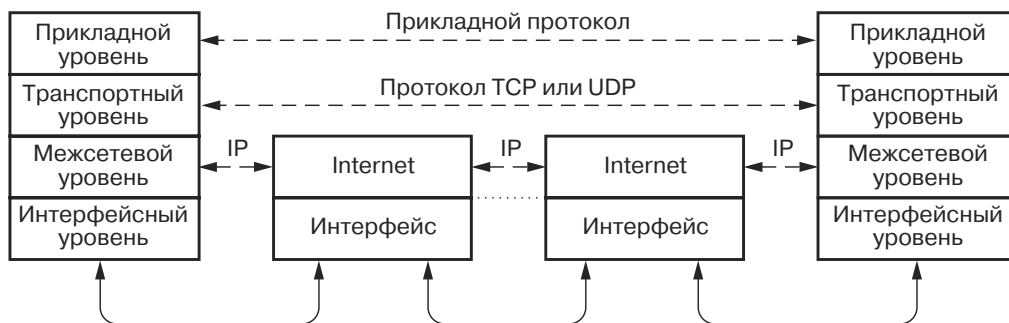 Прикладной протокол
Прикладной
уровень
Прикладной
уровень
Протокол TCP или UDP
Транспортный
уровень
Транспортный
уровень
Межсетевой
уровень
IP
Internet
IP
Internet
IP
Межсетевой
уровень
Интерфейсный
уровень
Интерфейс
Интерфейс
Интерфейсный
уровень